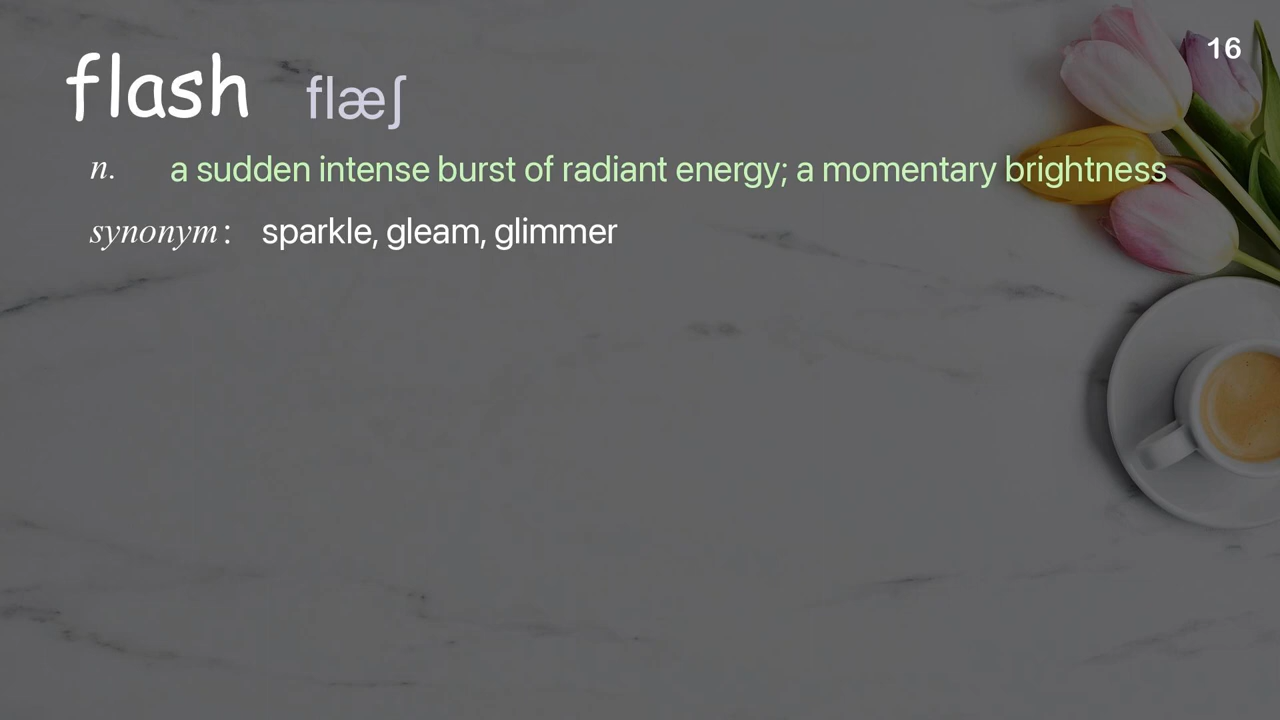 16
flash flæʃ
n. a sudden intense burst of radiant energy; a momentary brightness
synonym : sparkle, gleam, glimmer